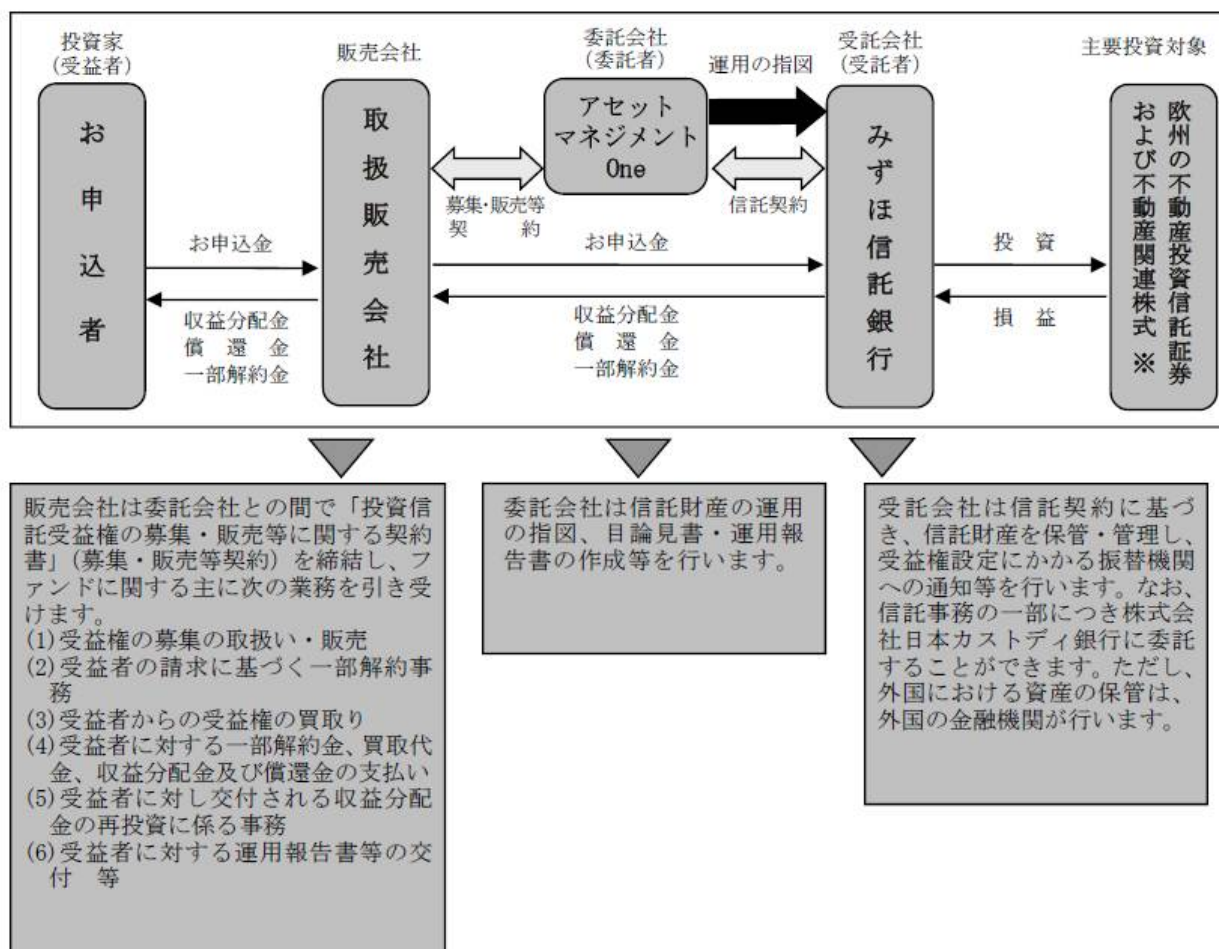 投資家
(受益者)
販売会社
委託会社
(委託者)
運用の指図
受託会社
(受託者)
主要投資対象
お申込者
取扱販売会社
アセット
マネジメント
One
みずほ信託銀行
欧州の不動産投資信託証券
および不動産関連株式 ※
募集・販売等
契　約
信託契約
お申込金
お申込金
投　資
収益分配金
償　還　金
一部解約金
収益分配金
償　還　金
一部解約金
損　益
販売会社は委託会社との間で「投資信
託受益権の募集・販売等に関する契約
書」(募集・販売等契約)を締結し、フ
ァンドに関する主に次の業務を引き受
けます。
(1)受益権の募集の取扱い・販売
(2)受益者の請求に基づく一部解約事
務
(3)受益者からの受益権の買取り
(4)受益者に対する一部解約金、買取代
金、収益分配金及び償還金の支払い
(5)受益者に対し交付される収益分配
金の再投資に係る事務
(6)受益者に対する運用報告書等の交
付　等
委託会社は信託財産の運用
の指図、目論見書・運用報
告書の作成等を行います。
受託会社は信託契約に基づ
き、信託財産を保管・管理し、
受益権設定にかかる振替機関
への通知等を行います。なお、
信託事務の一部につき株式会
社日本カストディ銀行に委託
することができます。ただし、
外国における資産の保管は、
外国の金融機関が行います。